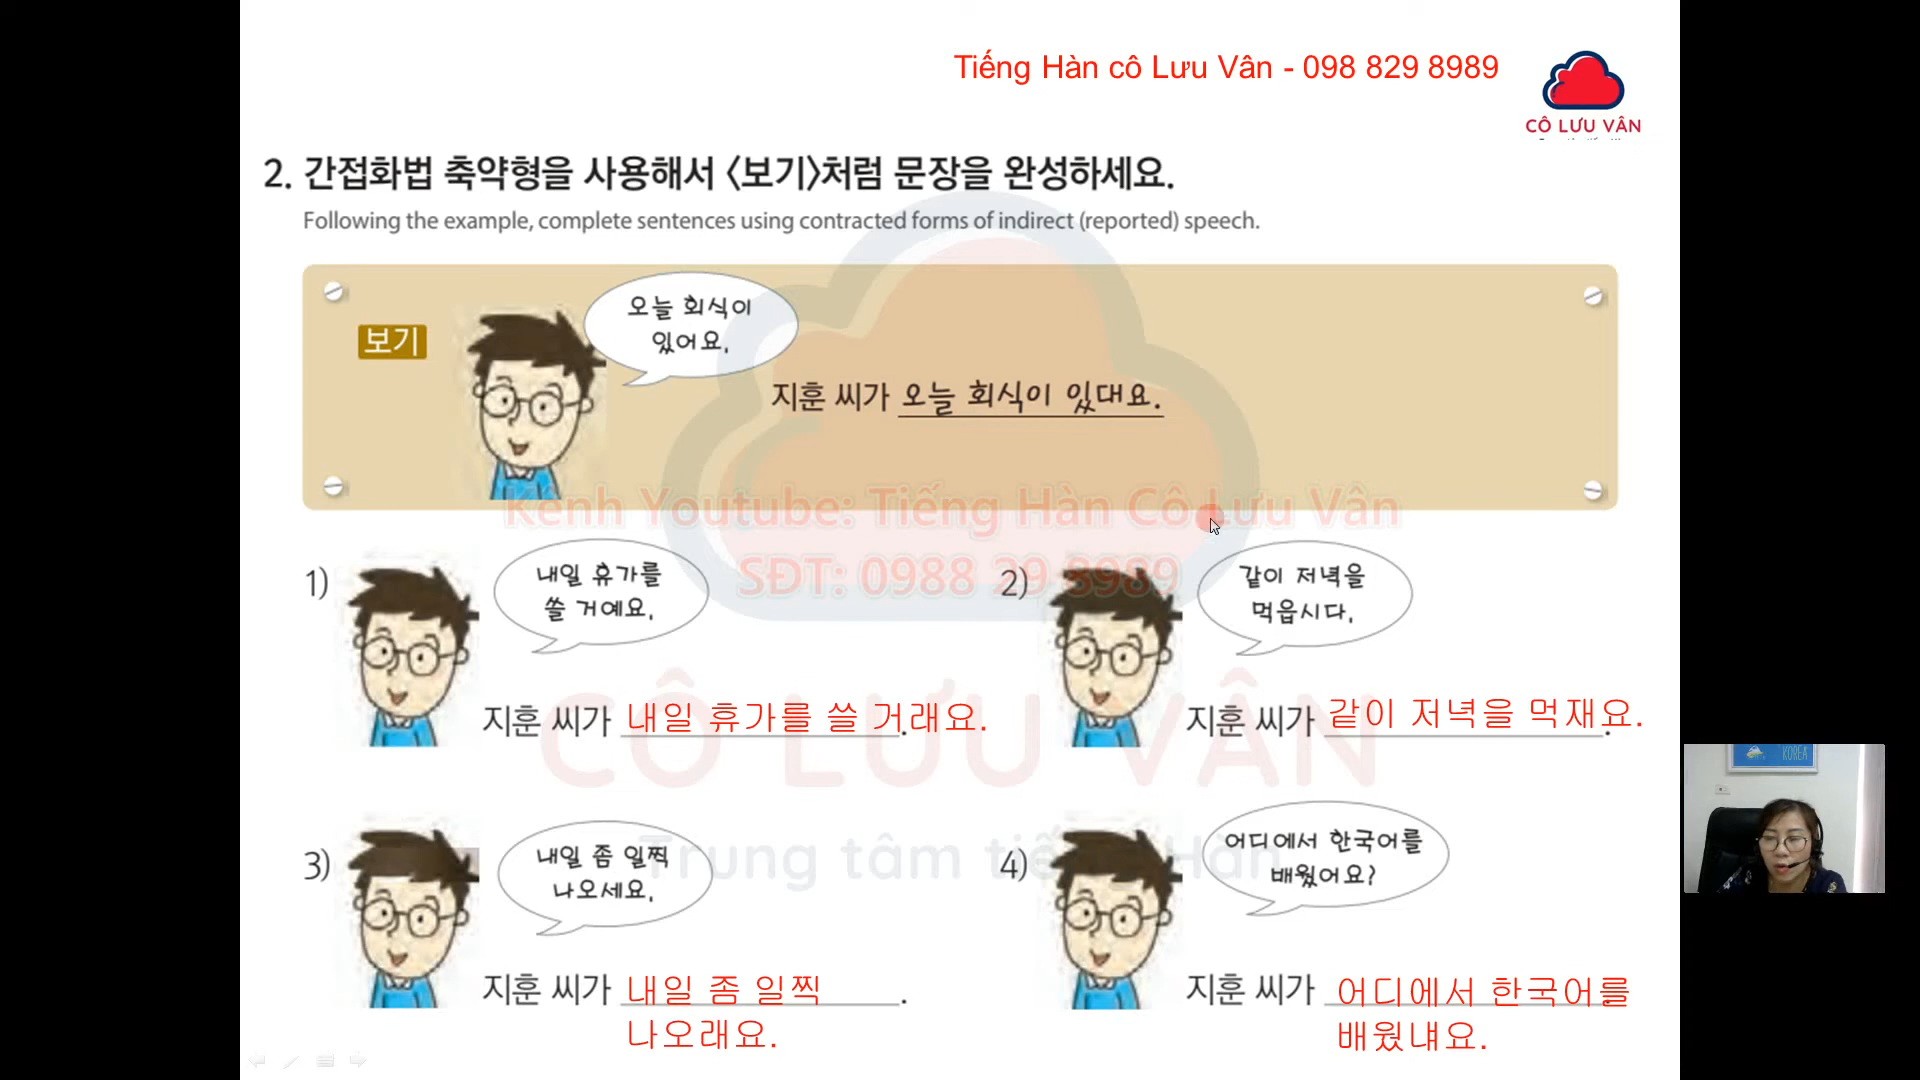 Tiếng Hàn cô Lưu Vân - 098 829 8989
CÔ LƯU VÂN
2. 간접화법 축약형을 사용해서 〈보기〉처럼 문장을 완성하세요.
Following the example, complete sentences using contracted forms of indirect (reported) speech.
보기
오늘 회식이
있어요.
지훈 씨가 오늘 회식이 있대요.
Kênh Youtube: Tiếng Hàn Cô Lưu Vân
SĐT: 0988 29 8989
1)
내일 휴가를
쓸 거예요.
지훈 씨가 내일 휴가를 쓸 거래요.
2)
같이 저녁을
먹읍시다.
지훈 씨가 같이 저녁을 먹재요.
CÔ LƯU VÂN
Trung tâm tiếng Hàn
3)
내일 좀 일찍
나오세요.
지훈 씨가 내일 좀 일찍
나오래요.
4)
어디에서 한국어를
배웠어요?
지훈 씨가 어디에서 한국어를
배웠냬요.
KOREA